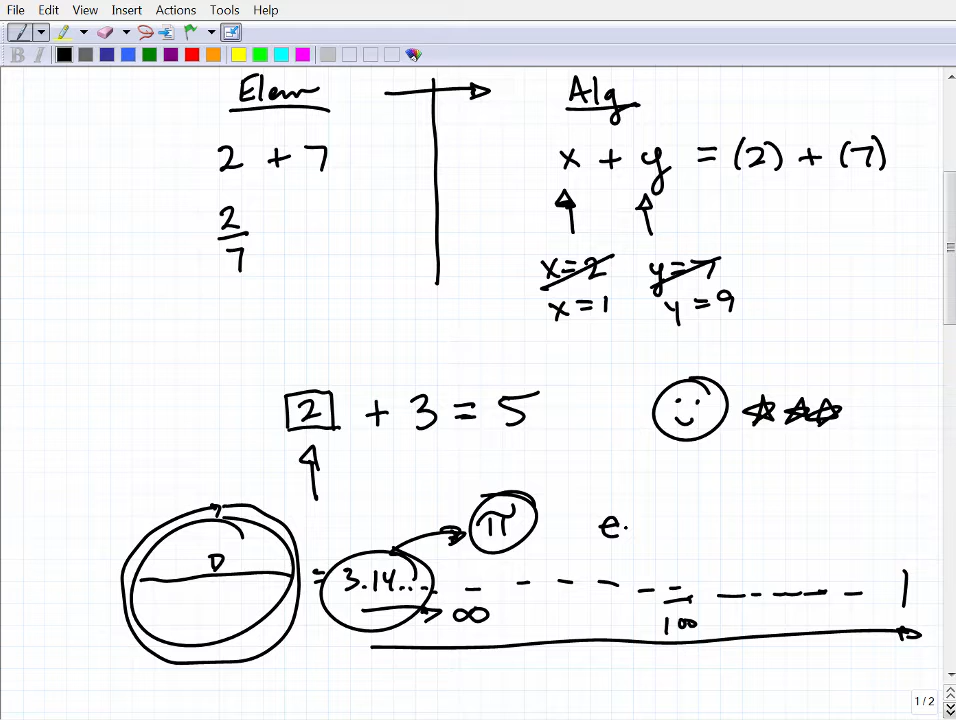 File Edit View Insert Actions Tools Help
B I
Elem Alg
2 + 7 x + y = (2) + (7)
2/7
x=2 y=7
x=1 y=9
2 + 3 = 5
π e.
D = 3.14... ∞ 100
1/2